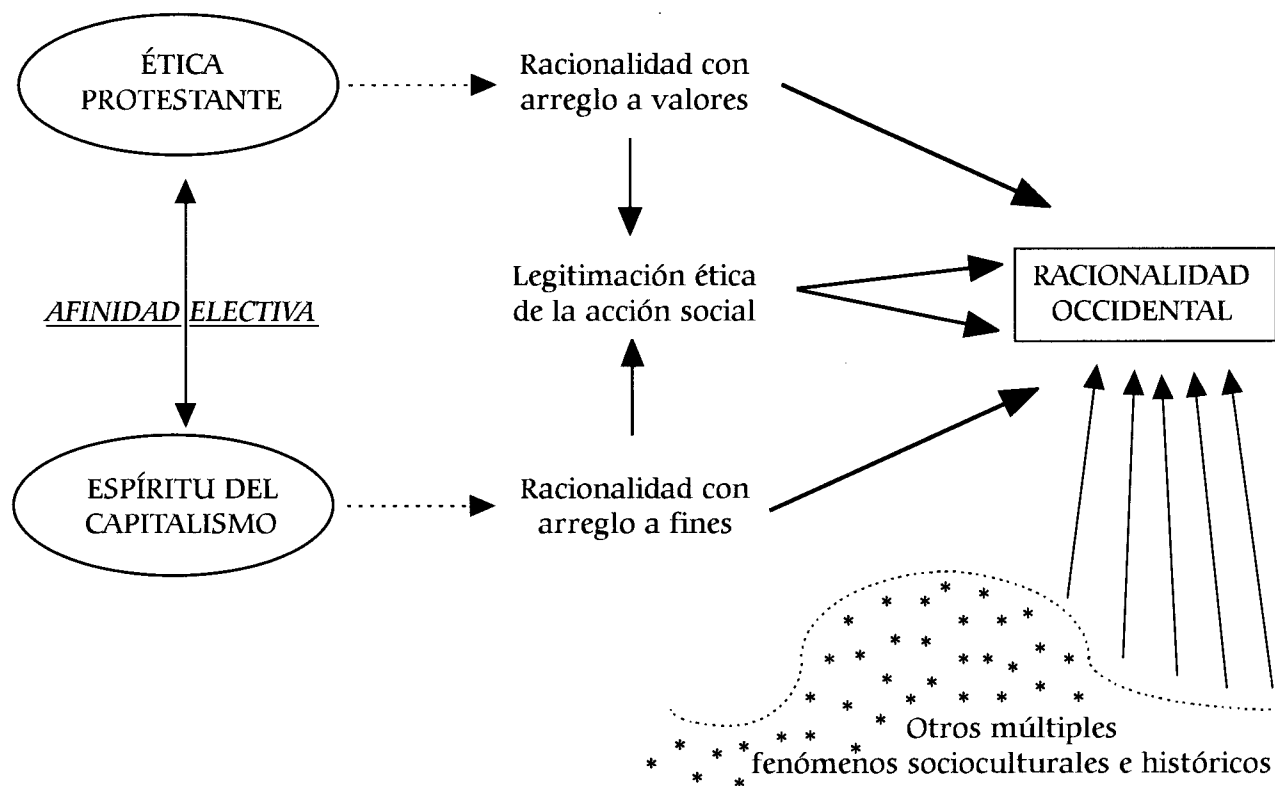 ÉTICA
PROTESTANTE
Racionalidad con
arreglo a valores
AFINIDAD ELECTIVA
Legitimación ética
de la acción social
RACIONALIDAD
OCCIDENTAL
ESPÍRITU DEL
CAPITALISMO
Racionalidad con
arreglo a fines
Otros múltiples
fenómenos socioculturales e históricos